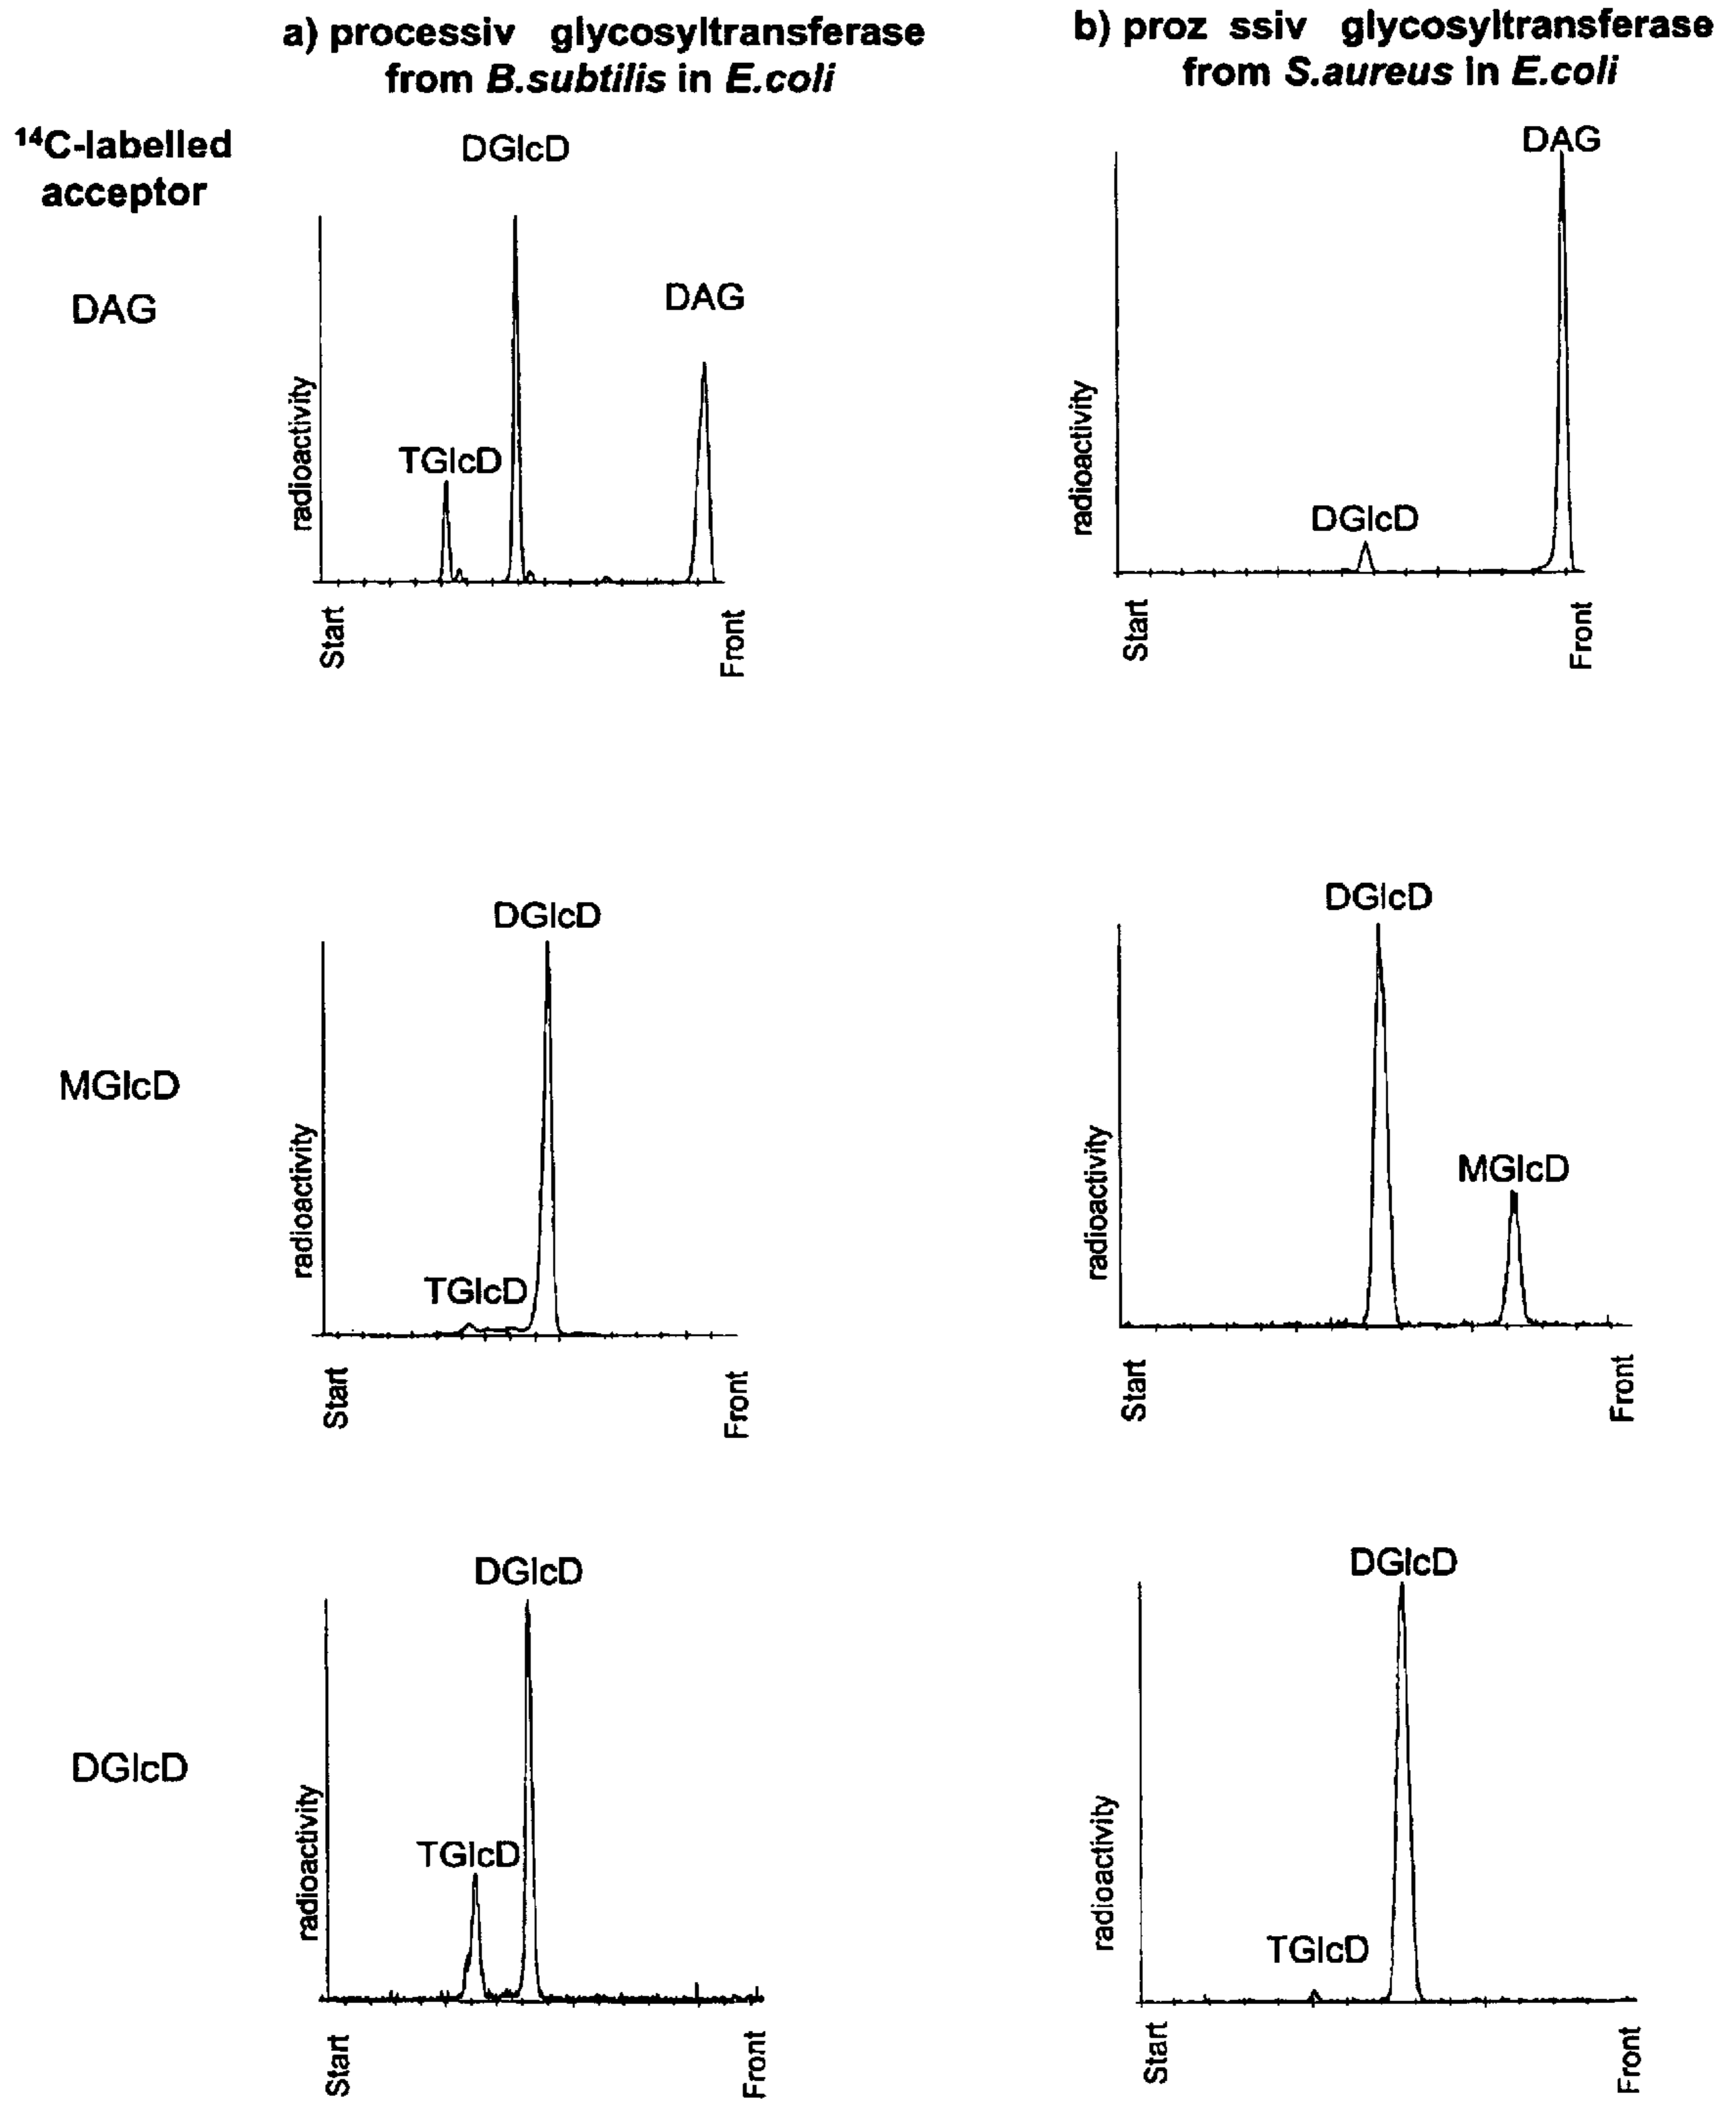 a) processiv glycosyltransferase
from B.subtilis in E.coli
b) proz ssiv glycosyltransferase
from S.aureus in E.coli
14C-labelled
acceptor
DAG
DGlcD
DAG
TGlcD
radioactivity
Start
Front
DAG
DGlcD
radioactivity
Start
Front
MGlcD
DGlcD
TGlcD
radioactivity
Start
Front
DGlcD
MGlcD
radioactivity
Start
Front
DGlcD
DGlcD
TGlcD
radioactivity
Start
Front
DGlcD
TGlcD
radioactivity
Start
Front